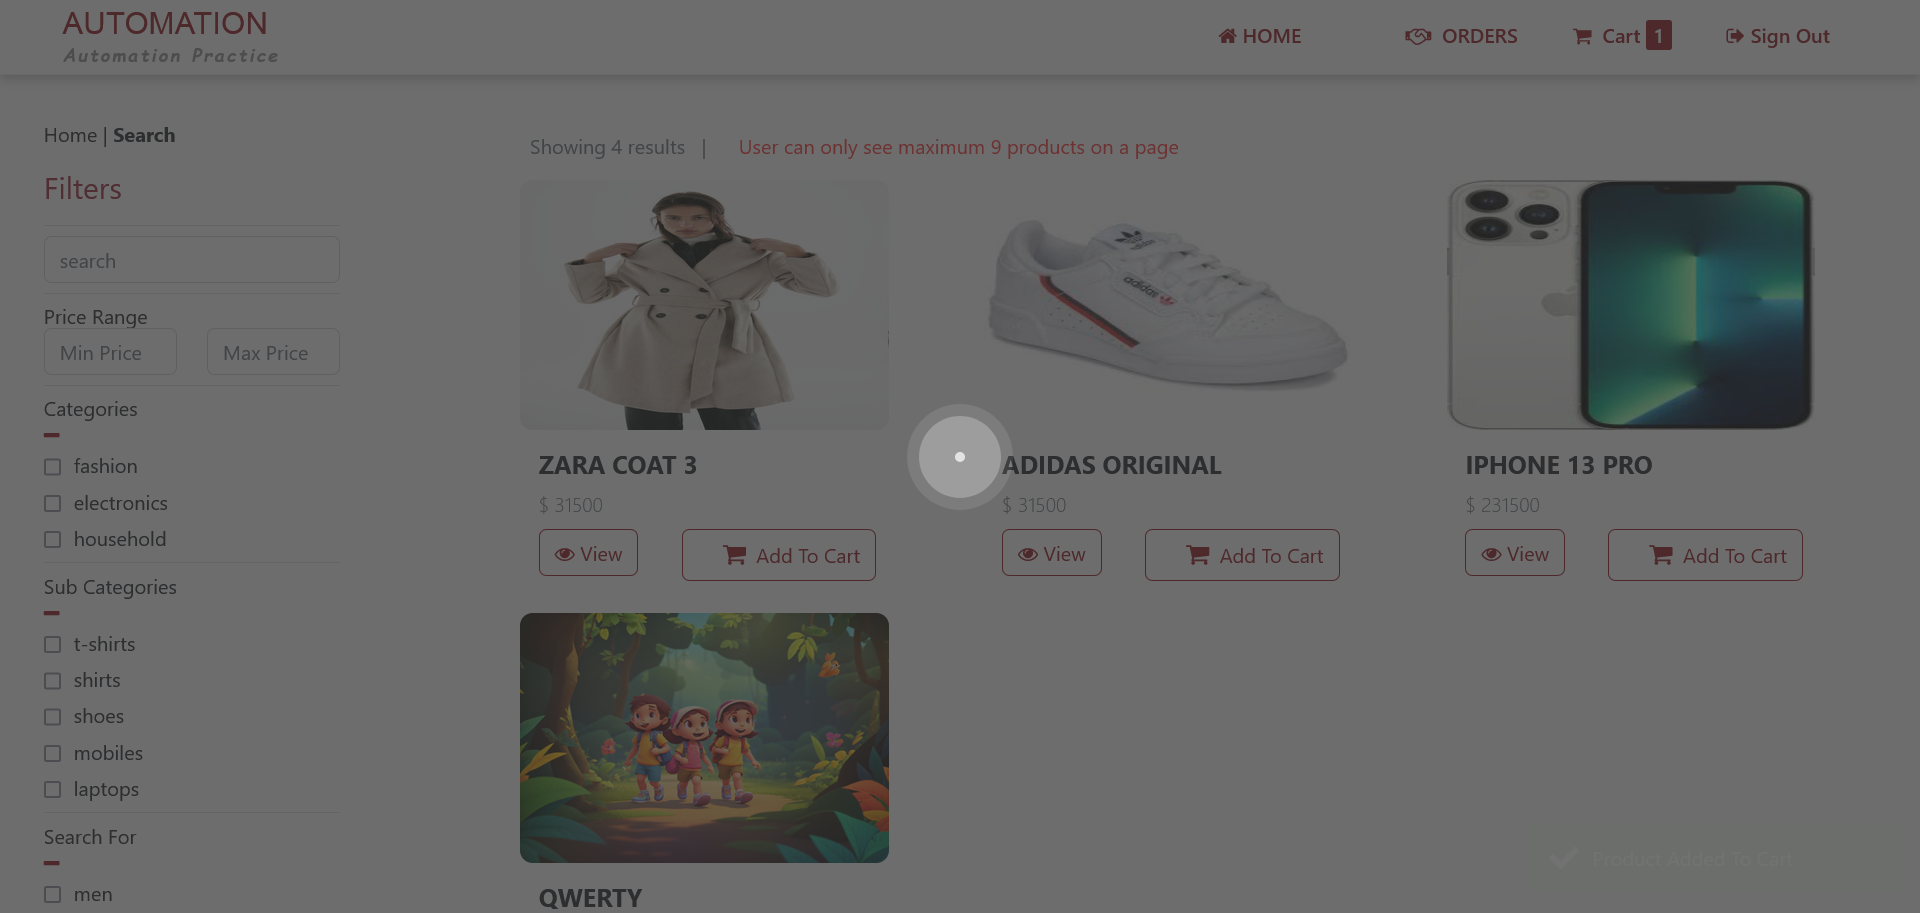 AUTOMATION
Automation Practice
HOME
ORDERS
Cart 1
Sign Out
Home | Search
Filters
search
Price Range
Min Price
Max Price
Categories
fashion
electronics
household
Sub Categories
t-shirts
shirts
shoes
mobiles
laptops
Search For
men
Showing 4 results |
User can only see maximum 9 products on a page
adidas
ZARA COAT 3
$ 31500
View
Add To Cart
ADIDAS ORIGINAL
$ 31500
View
Add To Cart
IPHONE 13 PRO
$ 231500
View
Add To Cart
QWERTY
Product Added To Cart